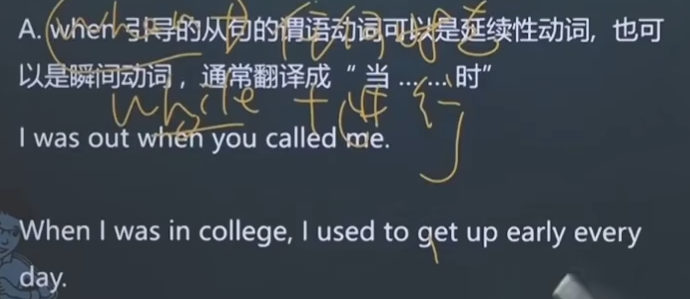 A. when 引导的从句的谓语动词可以是延续性动词, 也可
以是瞬间动词 , 通常翻译成 “ 当 … … 时”
while
I was out when you called me.
When I was in college, I used to get up early every
day.